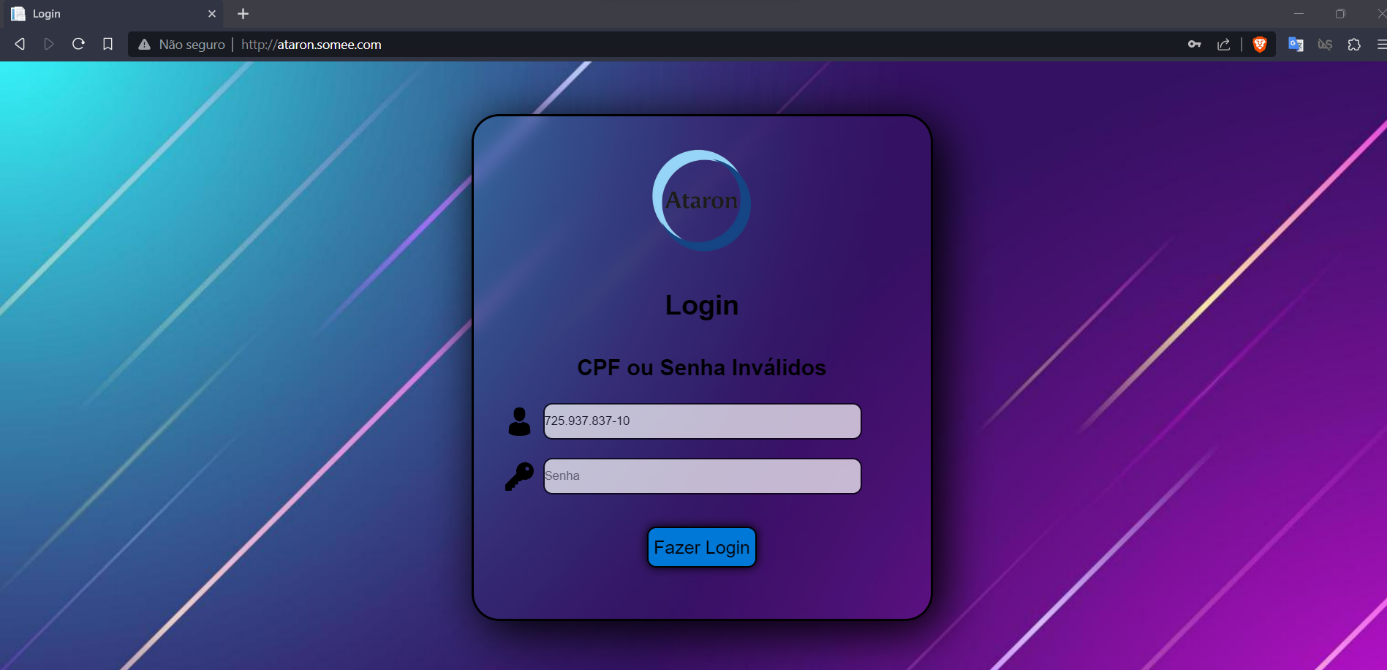 Login
Não seguro | http://ataron.somee.com
Ataron
Login
CPF ou Senha Inválidos
725.937.837-10
Senha
Fazer Login